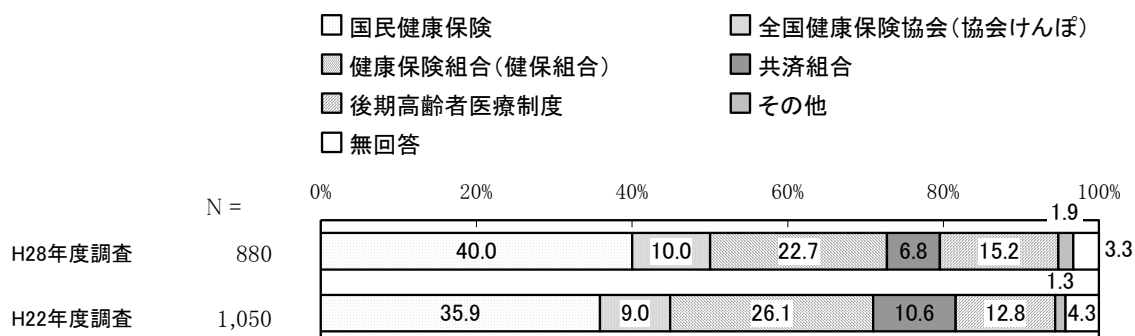 国民健康保険 全国健康保険協会(協会けんぽ)
健康保険組合(健保組合) 共済組合
後期高齢者医療制度 その他
無回答
0% 20% 40% 60% 80% 100%
N =
1.9
H28年度調査 880 40.0 10.0 22.7 6.8 15.2 3.3
1.3
H22年度調査 1,050 35.9 9.0 26.1 10.6 12.8 4.3